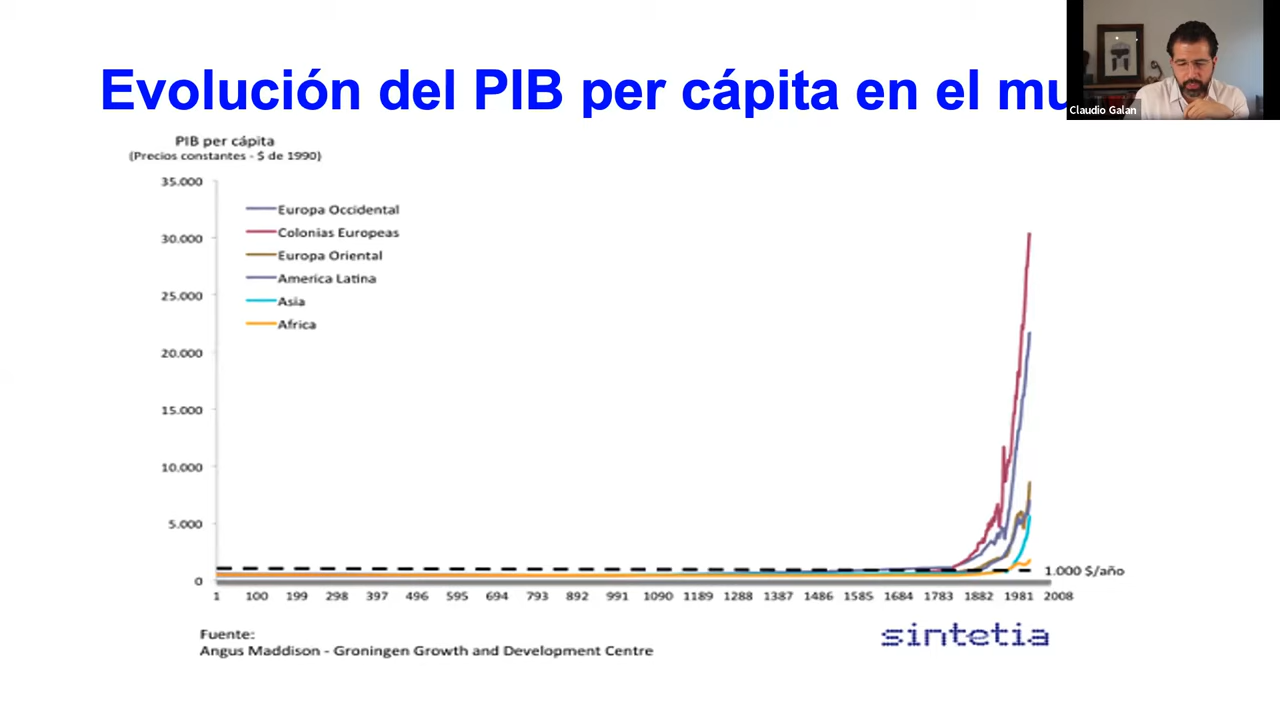 Evolución del PIB per cápita en el mu
Claudio Galan
PIB per cápita
(Precios constantes - $ de 1990)
35.000
30.000
25.000
20.000
15.000
10.000
5.000
0
Europa Occidental
Colonias Europeas
Europa Oriental
America Latina
Asia
Africa
1.000 $/año
1 100 199 298 397 496 595 694 793 892 991 1090 1189 1288 1387 1486 1585 1684 1783 1882 1981 2008
Fuente:
Angus Maddison - Groningen Growth and Development Centre
sintetia